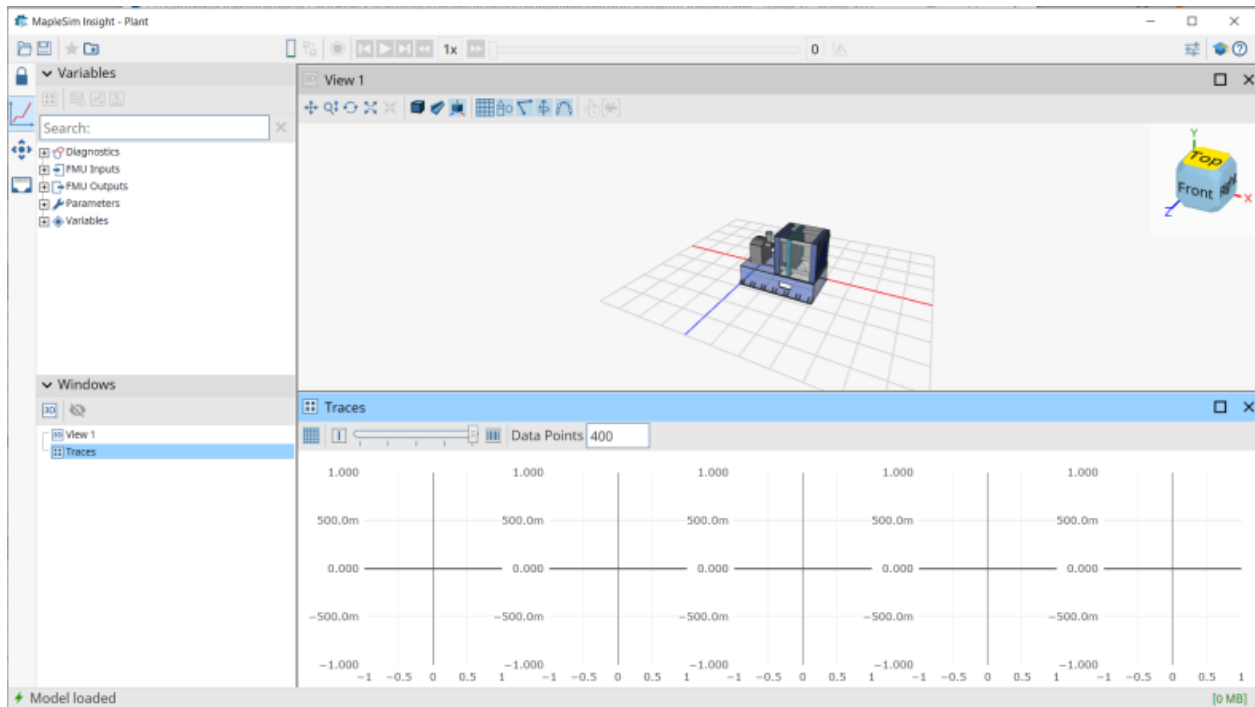 MapleSim Insight - Plant
1x
0
Variables
Search:
Diagnostics
FMU Inputs
FMU Outputs
Parameters
Variables
Windows
View 1
Traces
View 1
Y
Top
Front
Right
X
Z
Traces
Data Points 400
1.000 1.000 1.000 1.000 1.000
500.0m 500.0m 500.0m 500.0m 500.0m
0.000 0.000 0.000 0.000 0.000
−500.0m −500.0m −500.0m −500.0m −500.0m
−1.000 −1.000 −1.000 −1.000 −1.000
−1 −0.5 0 0.5 1 −1 −0.5 0 0.5 1 −1 −0.5 0 0.5 1 −1 −0.5 0 0.5 1 −1 −0.5 0 0.5 1
Model loaded
[0 MB]